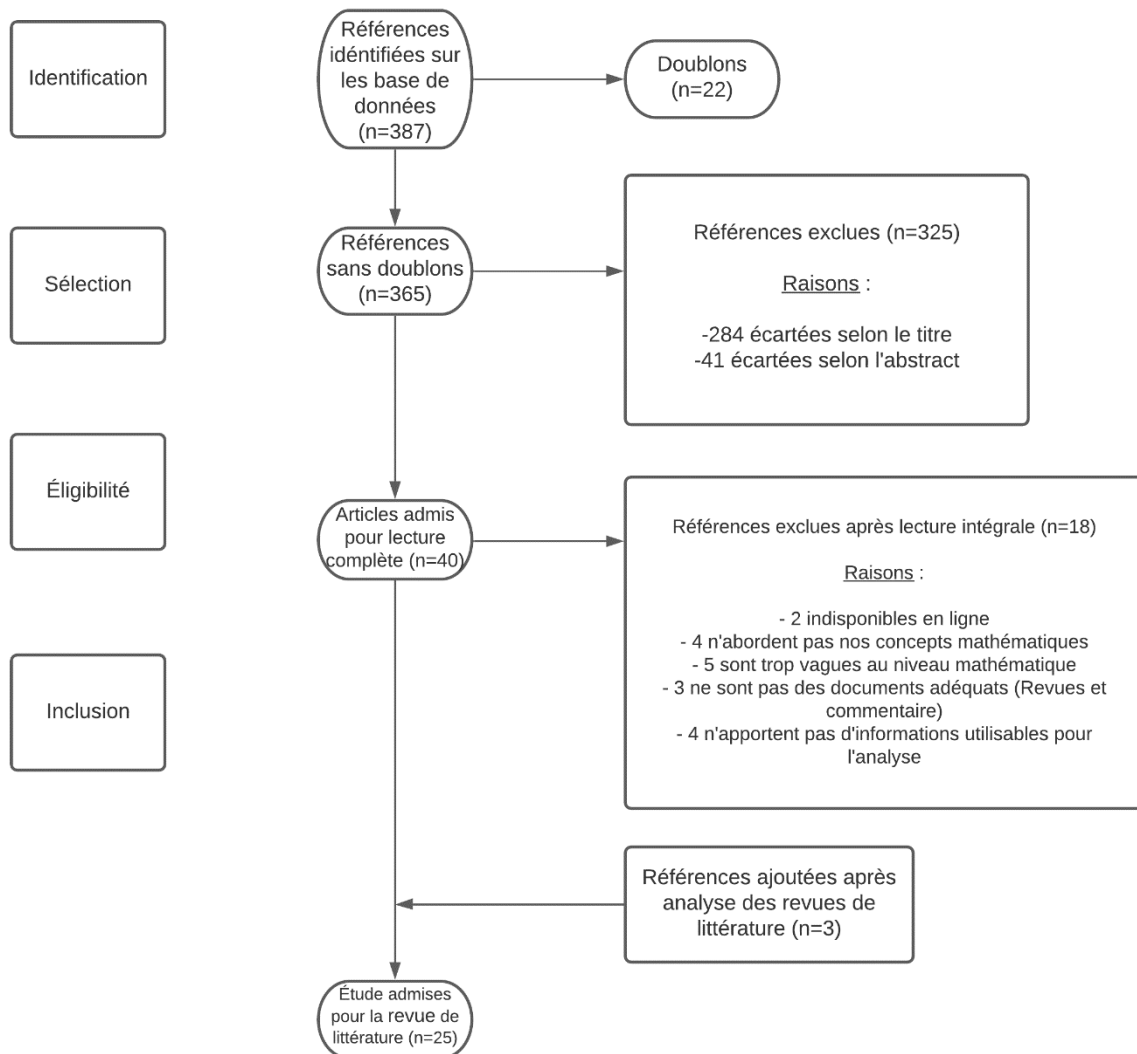 Identification
Références
idéntifiées sur
les base de
données
(n=387)
Doublons
(n=22)
Sélection
Références
sans doublons
(n=365)
Références exclues (n=325)
Raisons :
-284 écartées selon le titre
-41 écartées selon l'abstract
Éligibilité
Articles admis
pour lecture
complète (n=40)
Références exclues après lecture intégrale (n=18)
Raisons :
- 2 indisponibles en ligne
- 4 n'abordent pas nos concepts mathématiques
- 5 sont trop vagues au niveau mathématique
- 3 ne sont pas des documents adéquats (Revues et
commentaire)
- 4 n'apportent pas d'informations utilisables pour
l'analyse
Inclusion
Références ajoutées après
analyse des revues de
littérature (n=3)
Étude admises
pour la revue de
littérature (n=25)